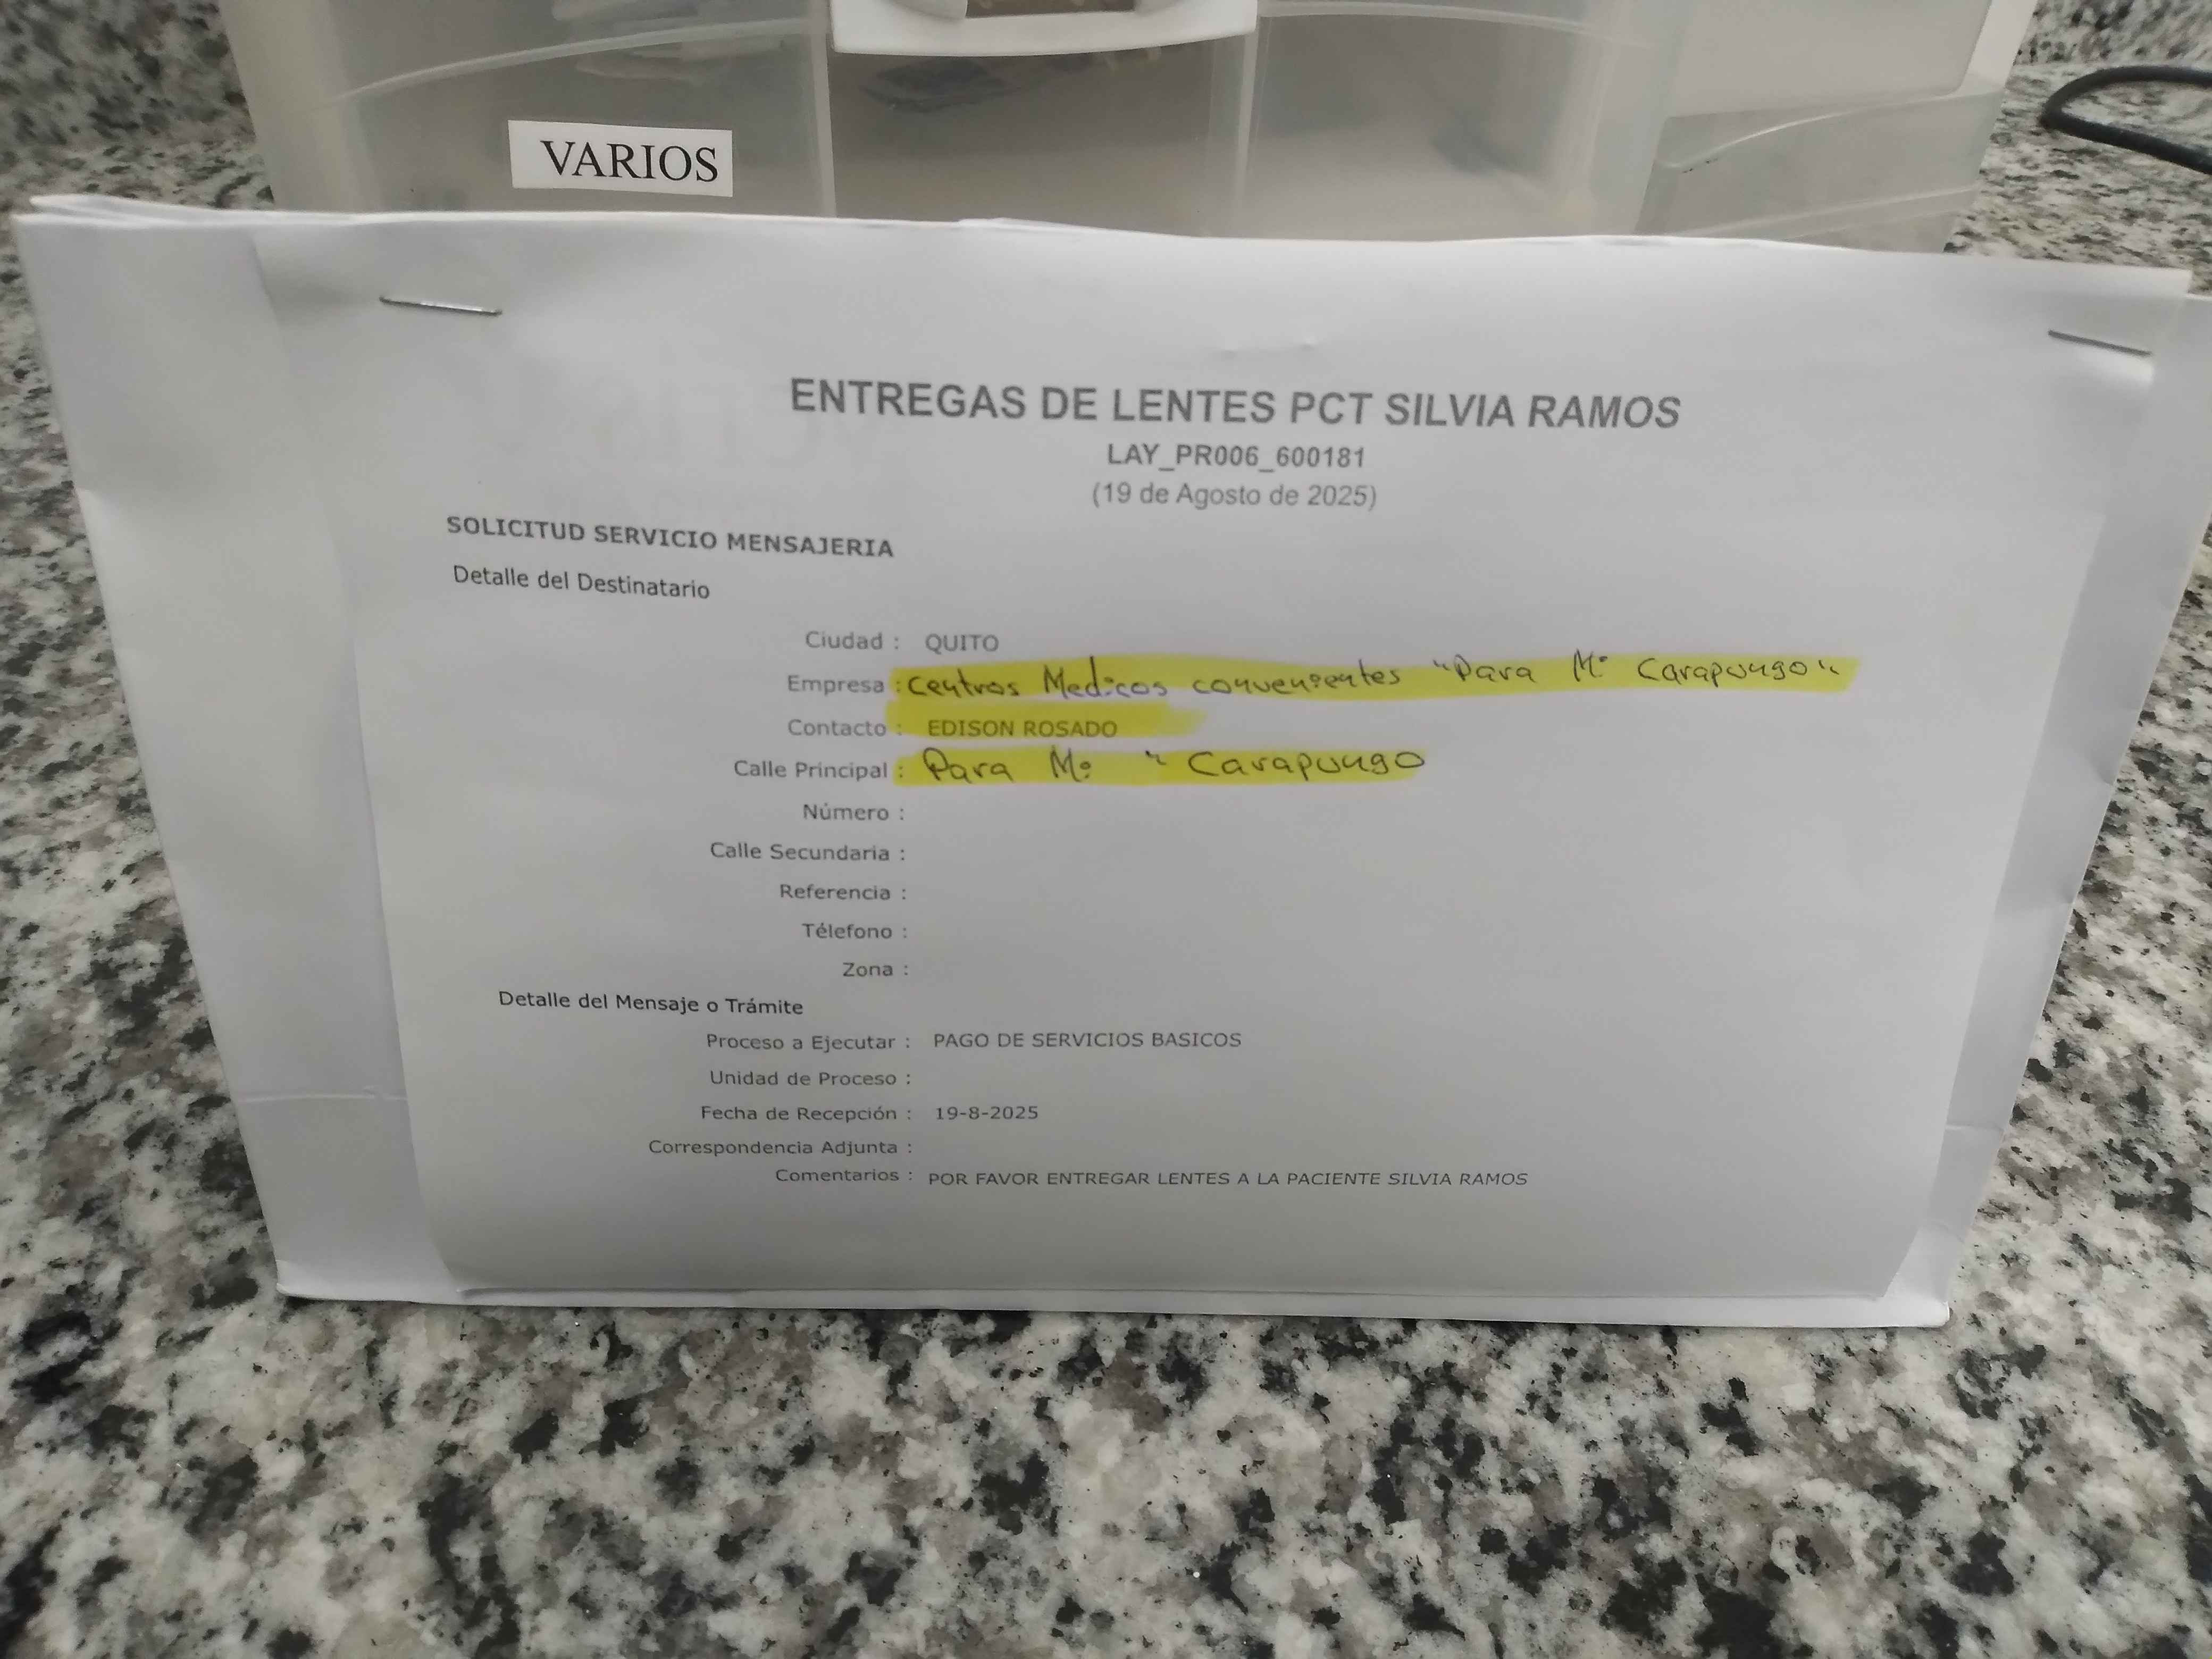 VARIOS
ENTREGAS DE LENTES PCT SILVIA RAMOS
LAY_PR006_600181
(19 de Agosto de 2025)
SOLICITUD SERVICIO MENSAJERIA
Detalle del Destinatario
Ciudad : QUITO
Empresa : Centros Medicos convenientes "Para Mi Carapungo"
Contacto : EDISON ROSADO
Calle Principal : Para Mi " Carapungo
Número :
Calle Secundaria :
Referencia :
Télefono :
Zona :
Detalle del Mensaje o Trámite
Proceso a Ejecutar : PAGO DE SERVICIOS BASICOS
Unidad de Proceso :
Fecha de Recepción : 19-8-2025
Correspondencia Adjunta :
Comentarios : POR FAVOR ENTREGAR LENTES A LA PACIENTE SILVIA RAMOS